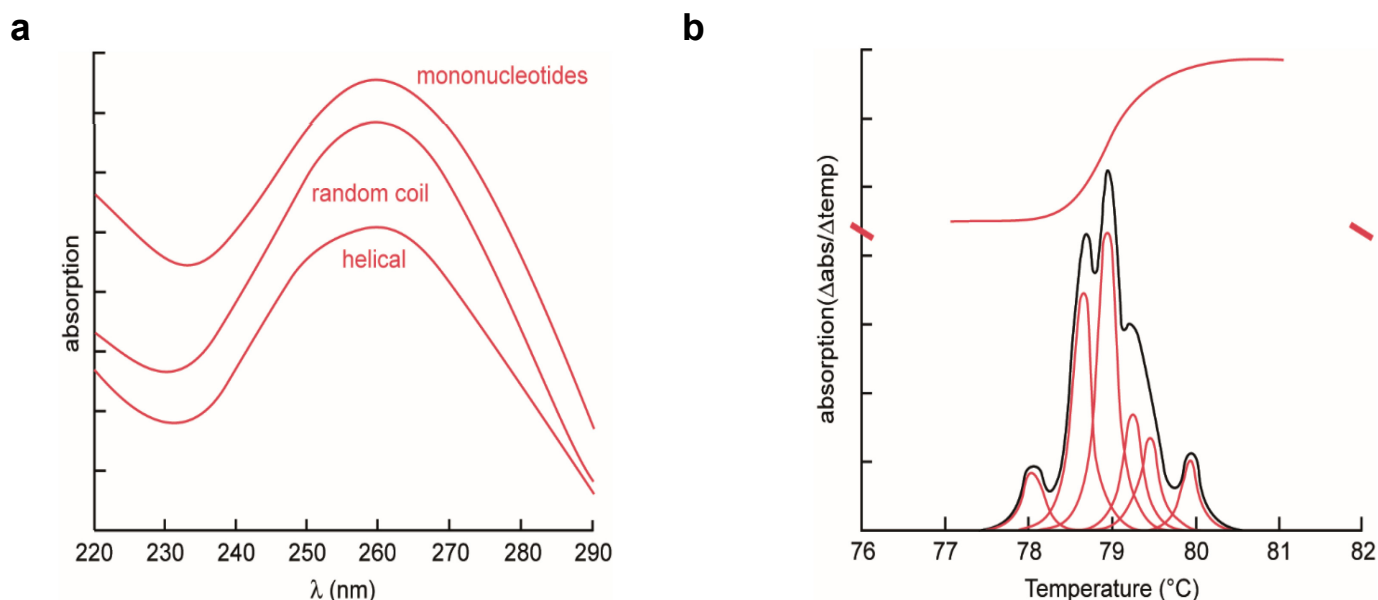 a
mononucleotides
random coil
helical
absorption
220 230 240 250 260 270 280 290
λ (nm)
b
absorption(Δabs/Δtemp)
76 77 78 79 80 81 82
Temperature (°C)